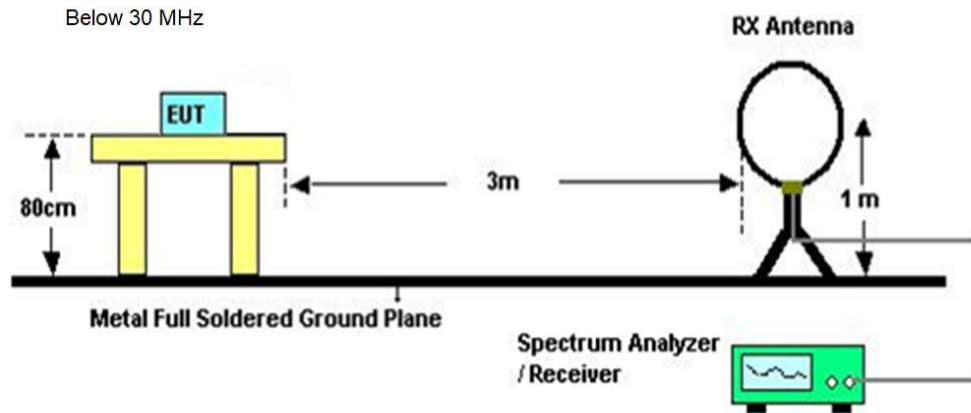 Below 30 MHz
RX Antenna
EUT
80cm
3m
1 m
Metal Full Soldered Ground Plane
Spectrum Analyzer
/ Receiver